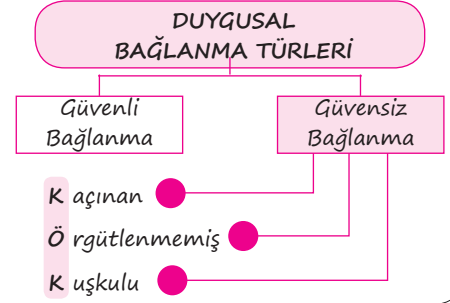 DUYGUSAL
BAĞLANMA TÜRLERİ
Güvenli
Bağlanma
Güvensiz
Bağlanma
K açınan
Ö rgütlenmemiş
K uşkulu